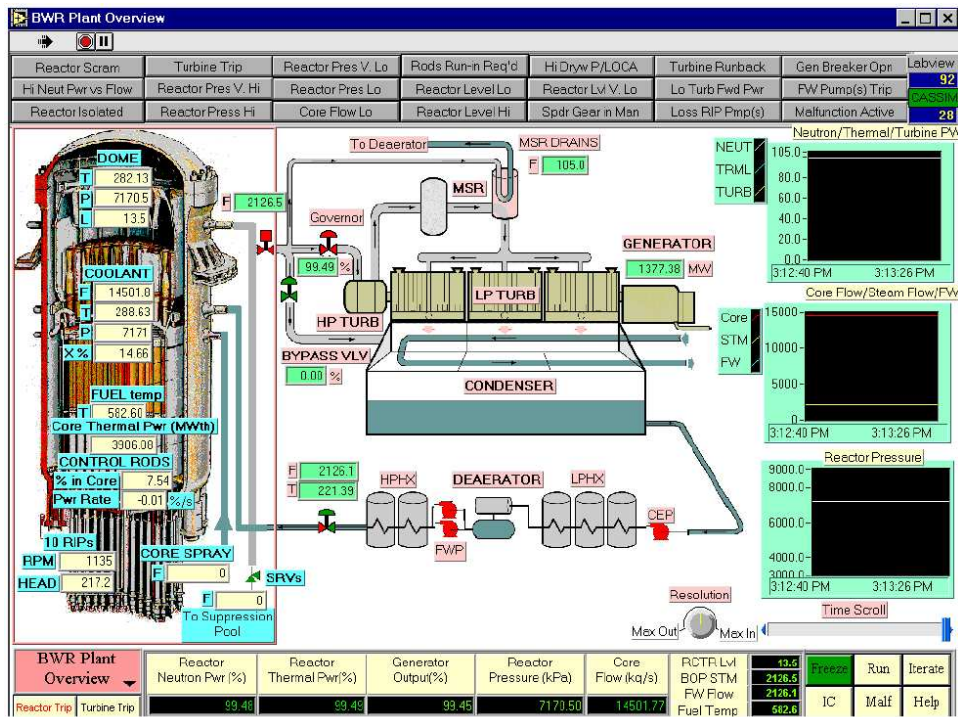 BWR Plant Overview
Reactor Scram Turbine Trip Reactor Pres V. Lo Rods Run-in Req'd Hi Dryw P/LOCA Turbine Runback Gen Breaker Opn Labview
Hi Neut Pwr vs Flow Reactor Pres V. Hi Reactor Pres Lo Reactor Level Lo Reactor Lvl V. Lo Lo Turb Fwd Pwr FW Pump(s) Trip 92
CASSIM
Reactor Isolated Reactor Press Hi Core Flow Lo Reactor Level Hi Spdr Gear in Man Loss RIP Pmp(s) Malfunction Active 28
DOME
T 282.13
P 7170.5
L 13.5
COOLANT
F 14501.8
T 288.63
P 7171
X % 14.66
FUEL temp
T 582.60
Core Thermal Pwr (MWth)
3906.08
CONTROL RODS
% in Core 7.54
Pwr Rate -0.01 %/s
10 RIPs
RPM 1135
HEAD 217.2
CORE SPRAY
F 0
SRVs
F 0
To Suppression
Pool
To Deaerator
MSR DRAINS
F 105.0
MSR
F 2126.5
Governor
99.49 %
GENERATOR
1377.38 MW
LP TURB
HP TURB
BYPASS VLV
0.00 %
CONDENSER
F 2126.1
T 221.39
HPHX
DEAERATOR
LPHX
CEP
FWP
Neutron/Thermal/Turbine PW
NEUT
TRML
TURB
105.0
80.0
60.0
40.0
20.0
0.0
3:12:40 PM 3:13:26 PM
Core Flow/Steam Flow/FW
Core
STM
FW
15000
10000
5000
0
3:12:40 PM 3:13:26 PM
Reactor Pressure
9000.0
8000.0
6000.0
4000.0
3000.0
3:12:40 PM 3:13:26 PM
Resolution
Max Out Max In
Time Scroll
BWR Plant
Overview
Reactor Trip Turbine Trip
Reactor
Neutron Pwr (%)
99.48
Reactor
Thermal Pwr(%)
99.49
Generator
Output(%)
99.45
Reactor
Pressure (kPa)
7170.50
Core
Flow (kg/s)
14501.77
RCTR Lvl 13.5
BOP STM 2126.5
FW Flow 2126.1
Fuel Temp 582.6
Freeze Run Iterate
IC Malf Help